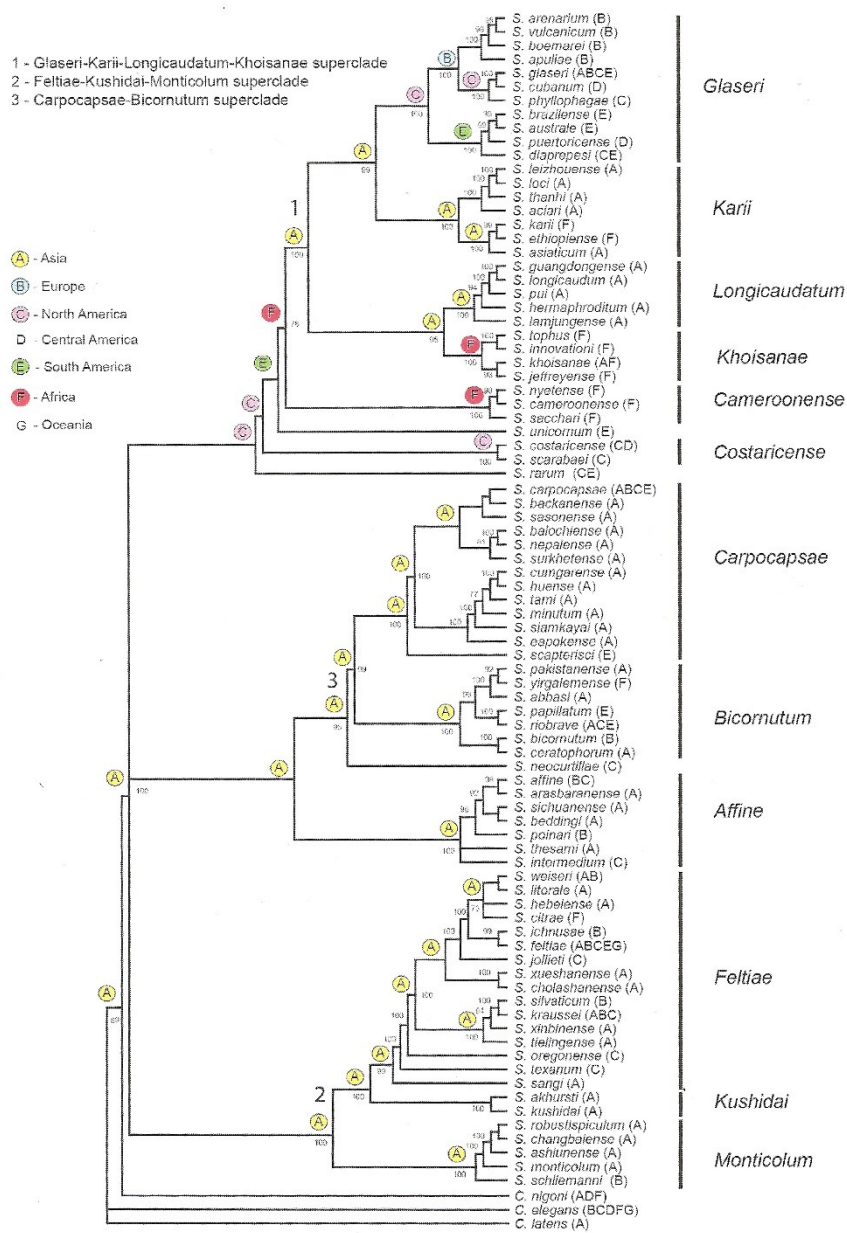 1 - Glaseri-Karii-Longicaudatum-Khoisanae superclade
2 - Feltiae-Kushidai-Monticolum superclade
3 - Carpocapsae-Bicornutum superclade
A - Asia
B - Europe
C - North America
D - Central America
E - South America
F - Africa
G - Oceania
S. arenarium (B)
S. vulcanicum (B)
S. boemarei (B)
S. apuliae (B)
S. glaseri (ABCE)
S. cubanum (D)
S. phyllophagae (C)
S. brazilense (E)
S. australe (E)
S. puertoricense (D)
S. diaprepesi (CE)
Glaseri
S. leizhouense (A)
S. loci (A)
S. thanhi (A)
S. aciari (A)
S. karii (F)
S. ethiopiense (F)
S. asiaticum (A)
Karii
S. guangdongense (A)
S. longicaudum (A)
S. pui (A)
S. hermaphroditum (A)
S. lamjungense (A)
Longicaudatum
S. tophus (F)
S. innovationi (F)
S. khoisanae (AF)
S. jeffreyense (F)
Khoisanae
S. nyetense (F)
S. cameroonense (F)
S. sacchari (F)
Cameroonense
S. unicornum (E)
S. costaricense (CD)
S. scarabaei (C)
Costaricense
S. rarum (CE)
S. carpocapsae (ABCE)
S. backanense (A)
S. sasonense (A)
S. balochiense (A)
S. nepalense (A)
S. surkhetense (A)
S. cumgarense (A)
S. huense (A)
S. tami (A)
S. minutum (A)
S. siamkayai (A)
S. eapokense (A)
S. scapterisci (E)
Carpocapsae
S. pakistanense (A)
S. yirgalemense (F)
S. abbasi (A)
S. papillatum (E)
S. riobrave (ACE)
S. bicornutum (B)
S. ceratophorum (A)
Bicornutum
S. neocurtillae (C)
S. affine (BC)
S. arasbaranense (A)
S. sichuanense (A)
S. beddingi (A)
S. poinari (B)
S. thesami (A)
S. intermedium (C)
Affine
S. weiseri (AB)
S. litorale (A)
S. hebeiense (A)
S. citrae (F)
S. ichnusae (B)
S. feltiae (ABCEG)
S. jollieti (C)
S. xueshanense (A)
S. cholashanense (A)
S. silvaticum (B)
S. kraussei (ABC)
S. xinbinense (A)
S. tielingense (A)
S. oregonense (C)
S. texanum (C)
S. sangi (A)
Feltiae
S. akhursti (A)
S. kushidai (A)
Kushidai
S. robustispiculum (A)
S. changbaiense (A)
S. ashiunense (A)
S. monticolum (A)
S. schliemanni (B)
Monticolum
C. nigoni (ADF)
C. elegans (BCDFG)
C. latens (A)
1
2
3